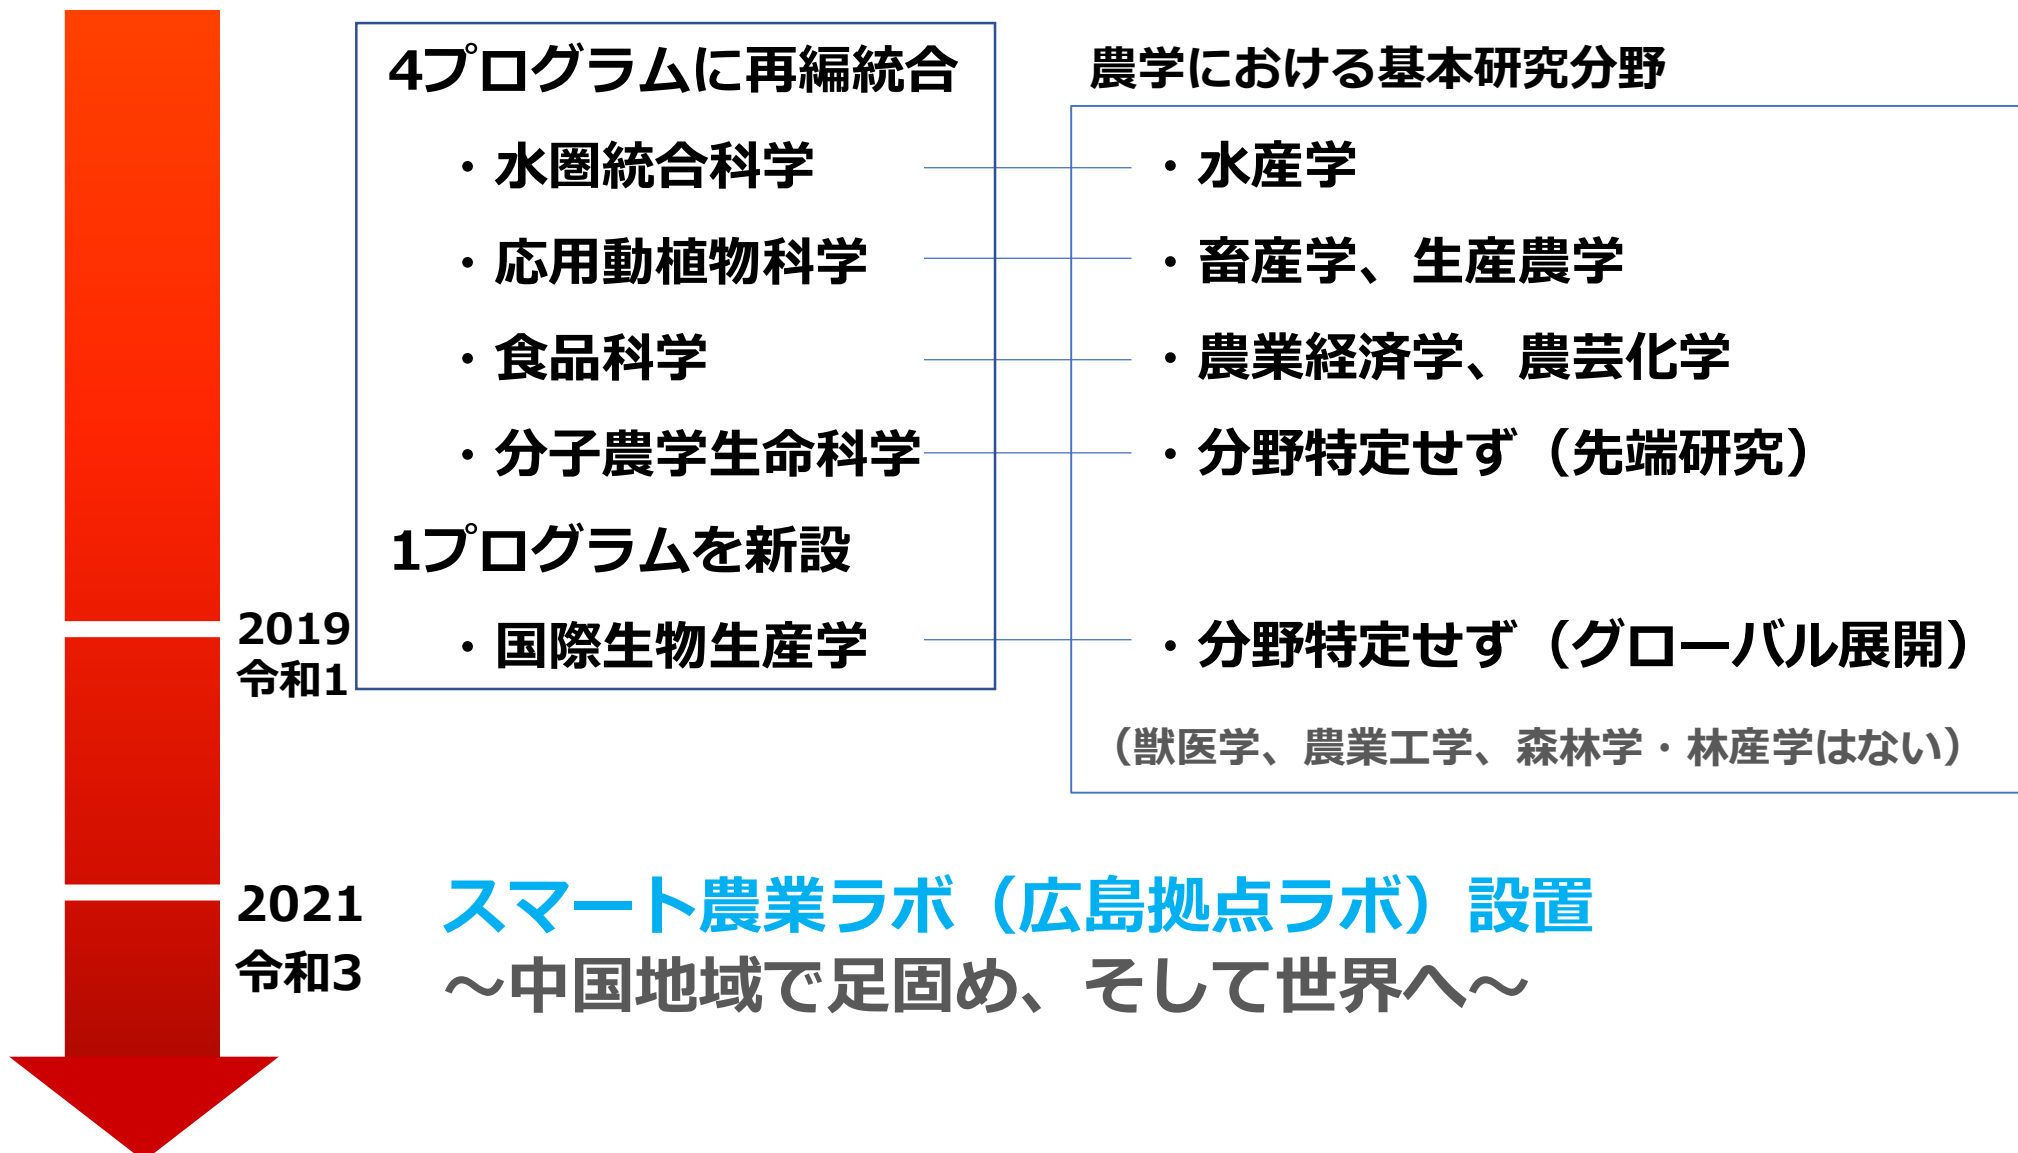 4プログラムに再編統合
・水圏統合科学
・応用動植物科学
・食品科学
・分子農学生命科学
1プログラムを新設
・国際生物生産学
農学における基本研究分野
・水産学
・畜産学、生産農学
・農業経済学、農芸化学
・分野特定せず（先端研究）
・分野特定せず（グローバル展開）
（獣医学、農業工学、森林学・林産学はない）
2019
令和1
2021
令和3
スマート農業ラボ（広島拠点ラボ）設置
～中国地域で足固め、そして世界へ～